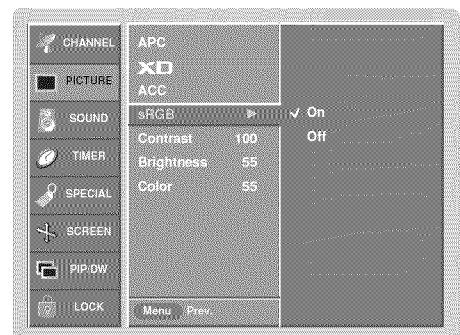 CHANNEL
PICTURE
SOUND
TIMER
SPECIAL
SCREEN
PIP/DW
LOCK
APC
XD
ACC
sRGB
Contrast 100
Brightness 55
Color 55
Menu Prev.
✓ On
Off